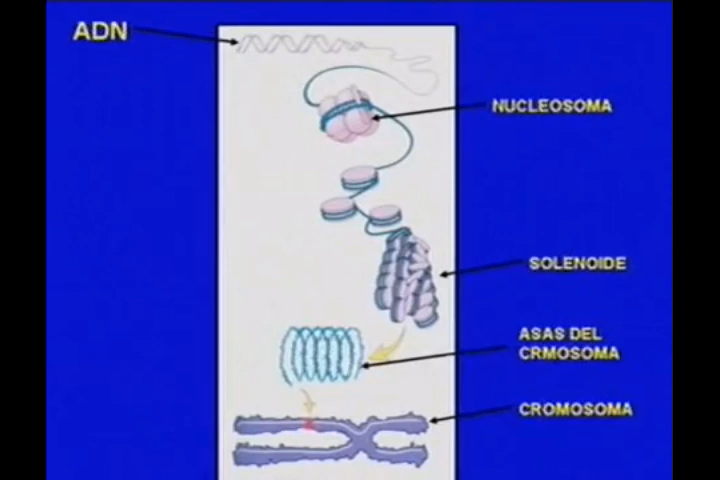 ADN
NUCLEOSOMA
SOLENOIDE
ASAS DEL
CRMOSOMA
CROMOSOMA